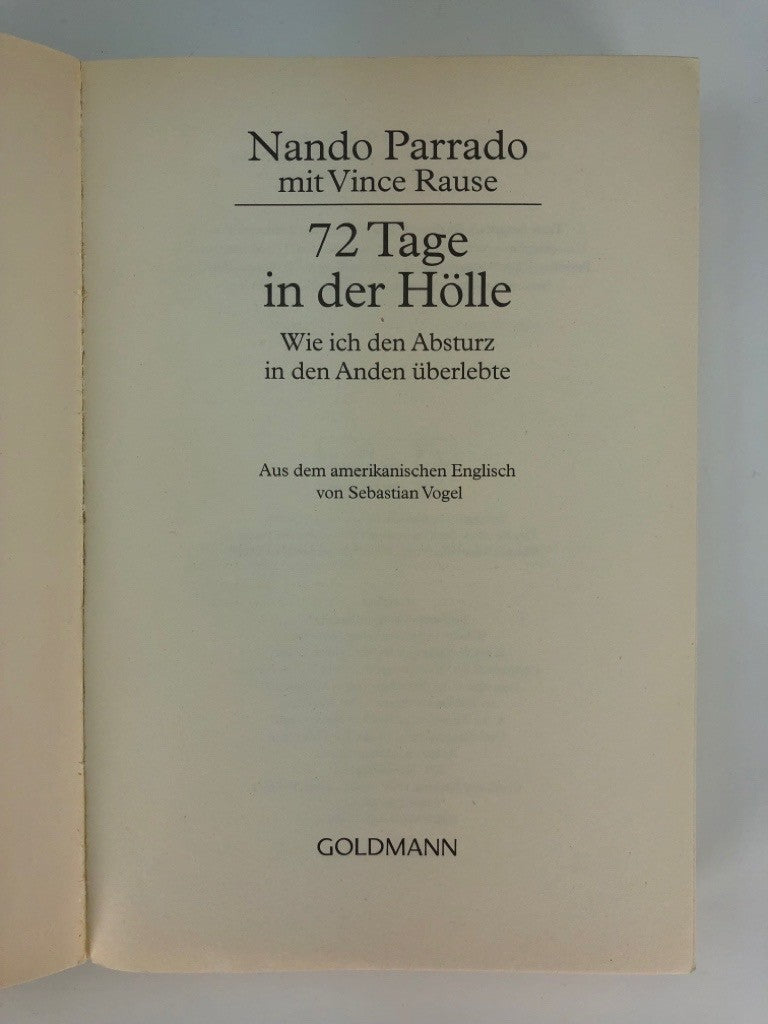 Nando Parrado
mit Vince Rause
72 Tage
in der Hölle
Wie ich den Absturz
in den Anden überlebte
Aus dem amerikanischen Englisch
von Sebastian Vogel
GOLDMANN